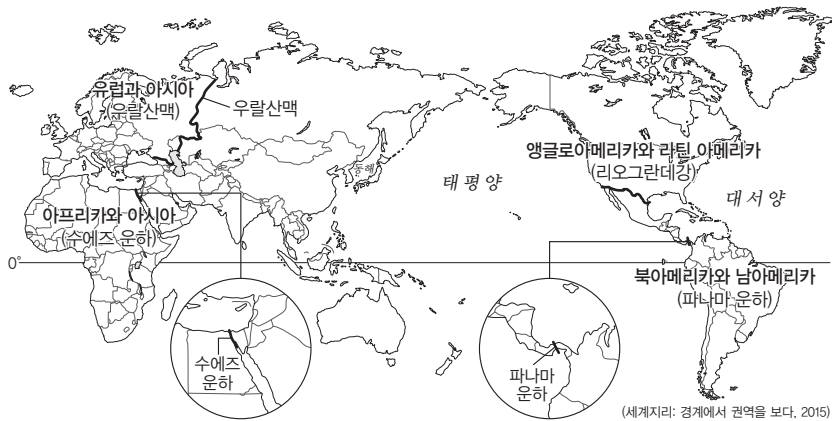 유럽과 아시아
(우랄산맥)
우랄산맥
앵글로아메리카와 라틴 아메리카
(리오그란데강)
동해
태평양
대서양
아프리카와 아시아
(수에즈 운하)
0°
북아메리카와 남아메리카
(파나마 운하)
수에즈
운하
파나마
운하
(세계지리: 경계에서 권역을 보다, 2015)